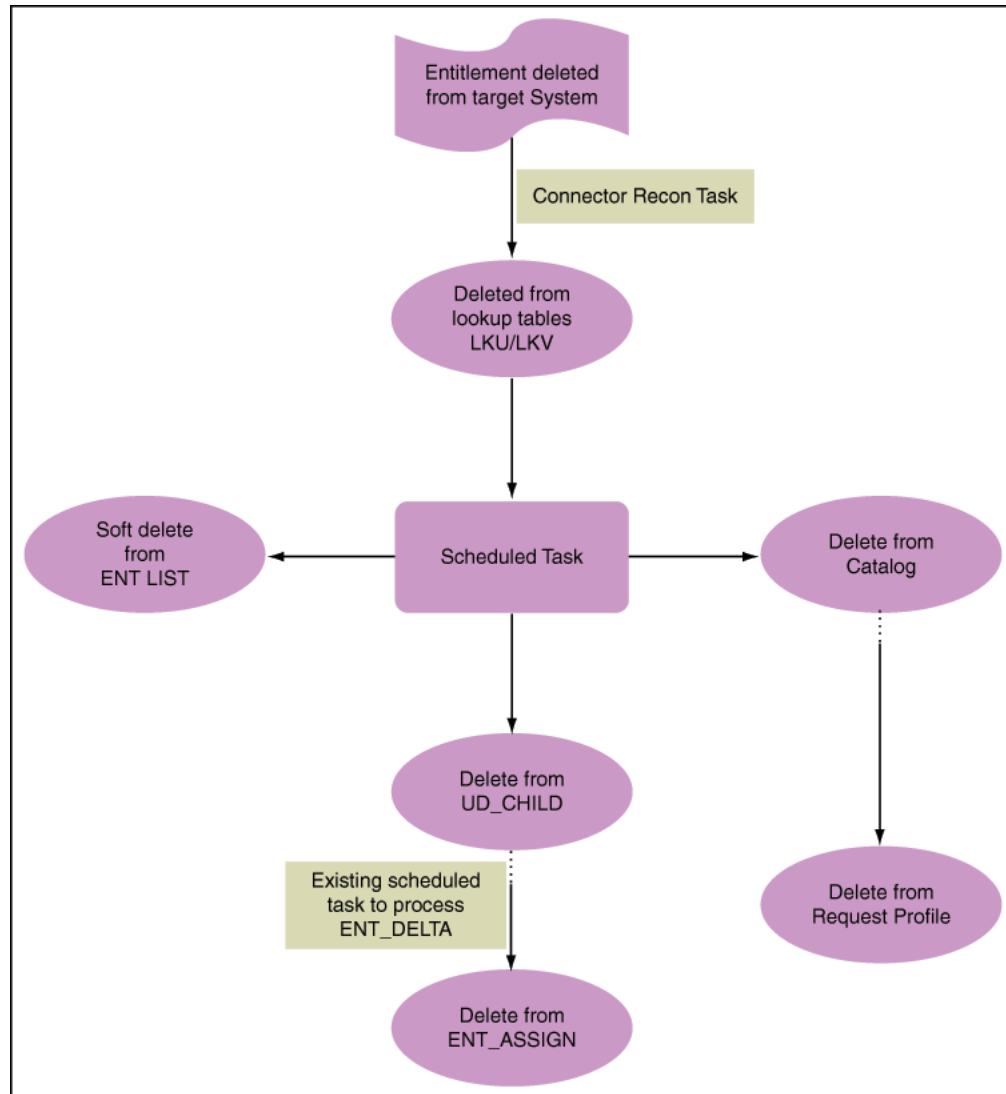 Entitlement deleted
from target System
Connector Recon Task
Deleted from
lookup tables
LKU/LKV
Soft delete
from
ENT LIST
Scheduled Task
Delete from
Catalog
Delete from
UD_CHILD
Existing scheduled
task to process
ENT_DELTA
Delete from
Request Profile
Delete from
ENT_ASSIGN